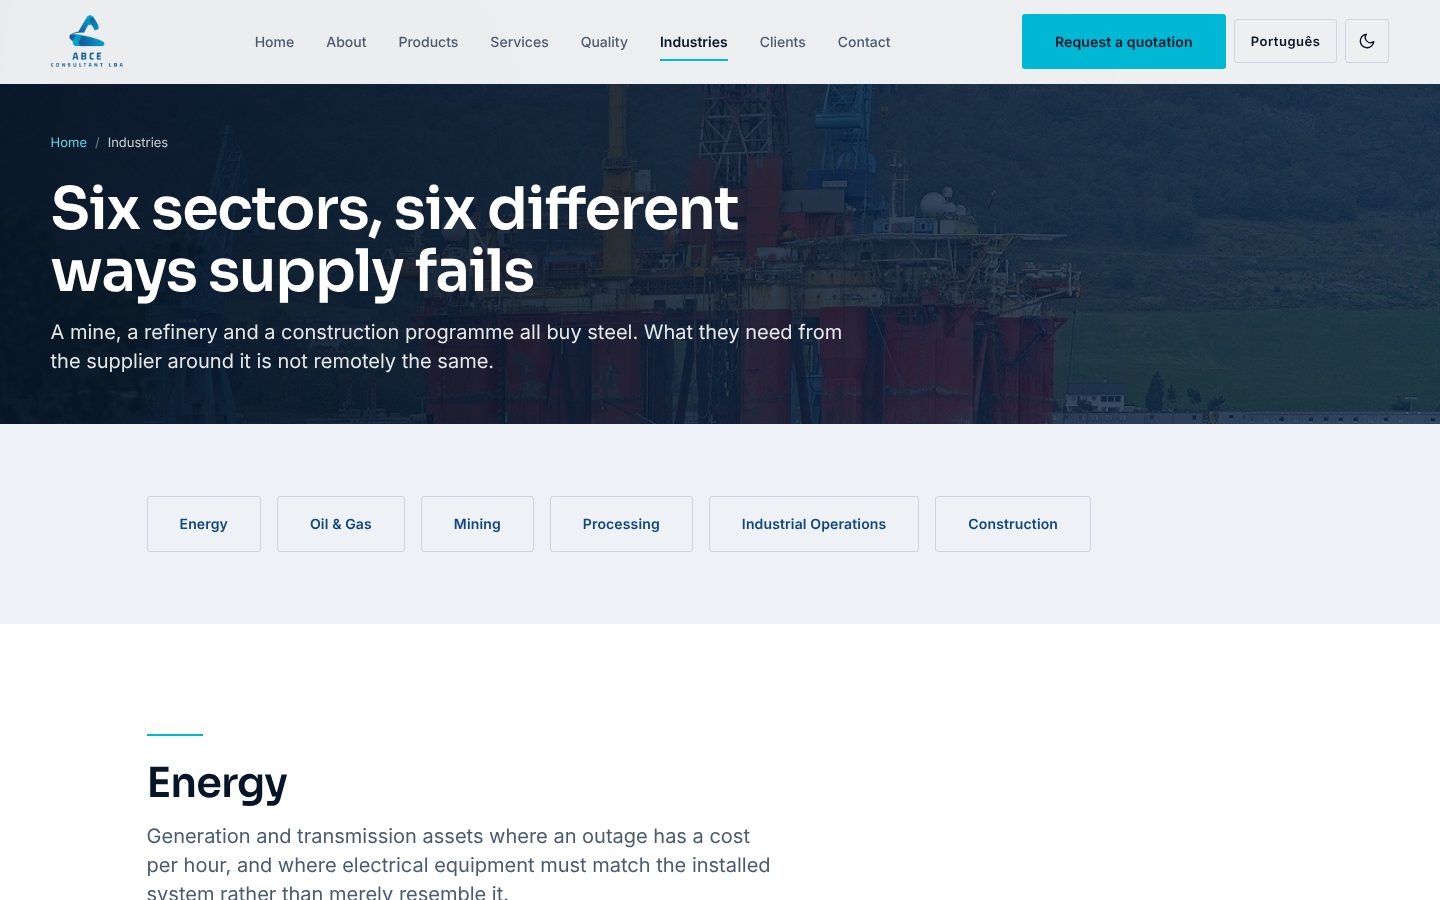 ABCE
CONSULTANT LDA
Home
About
Products
Services
Quality
Industries
Clients
Contact
Request a quotation
Português
Home / Industries
Six sectors, six different
ways supply fails
A mine, a refinery and a construction programme all buy steel. What they need from
the supplier around it is not remotely the same.
Energy
Oil & Gas
Mining
Processing
Industrial Operations
Construction
Energy
Generation and transmission assets where an outage has a cost
per hour, and where electrical equipment must match the installed
system rather than merely resemble it.